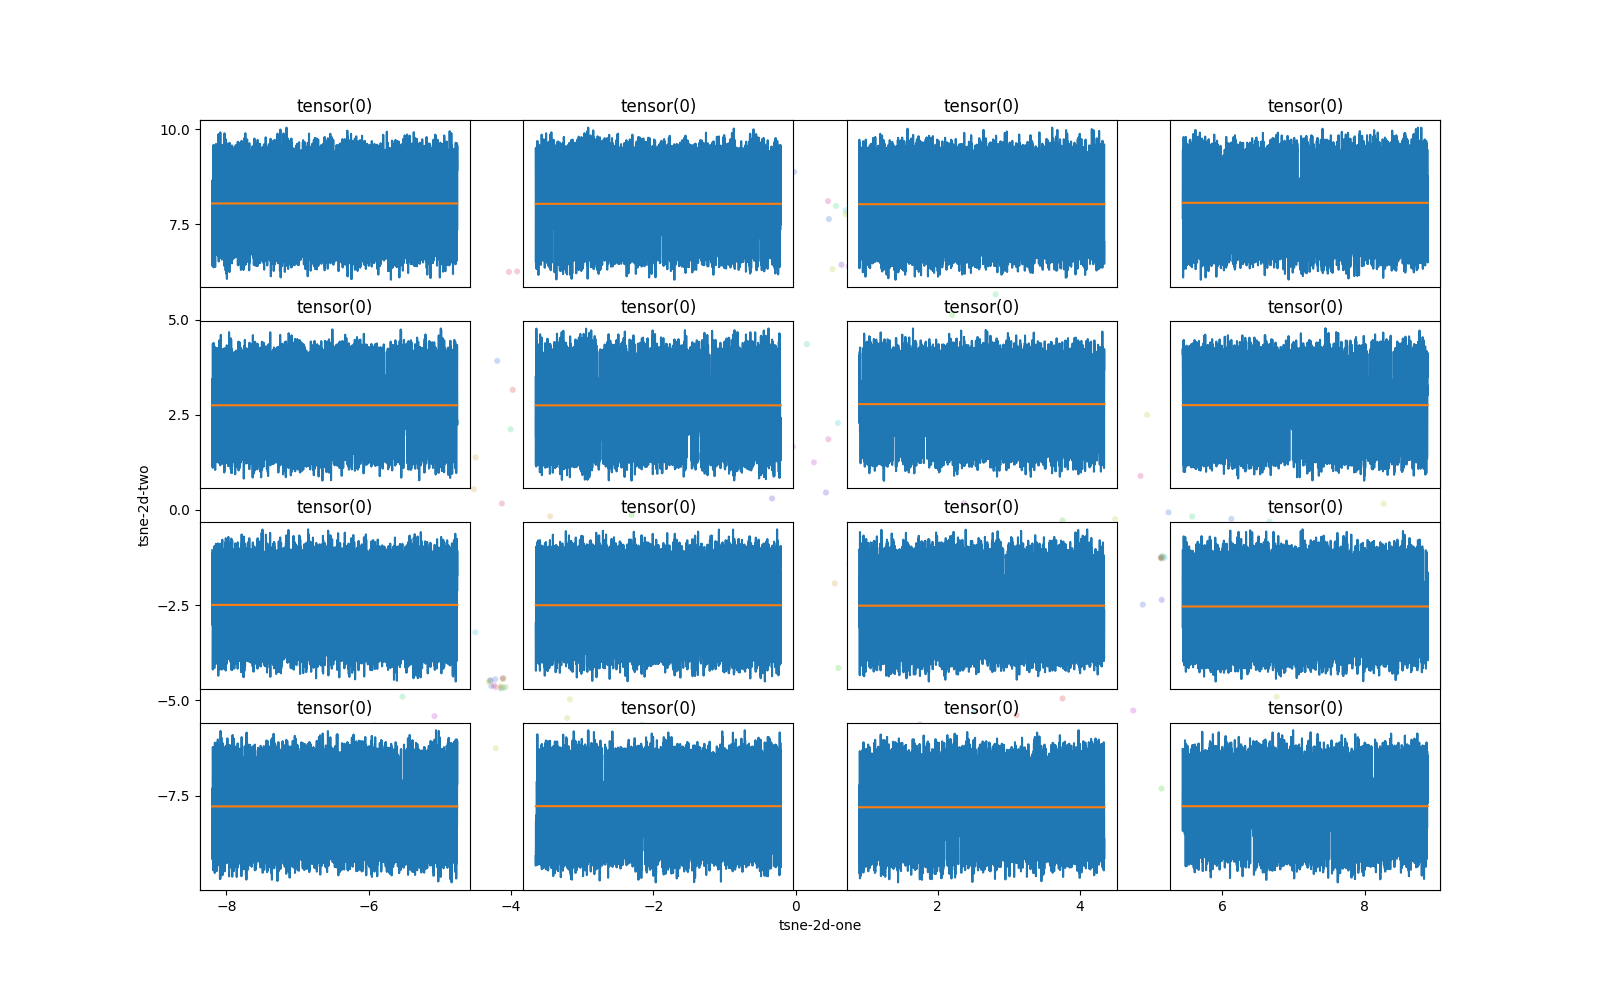 tensor(0) tensor(0) tensor(0) tensor(0)
10.0
7.5
5.0
tensor(0) tensor(0) tensor(0) tensor(0)
2.5
tsne-2d-two
0.0
tensor(0) tensor(0) tensor(0) tensor(0)
−2.5
−5.0
tensor(0) tensor(0) tensor(0) tensor(0)
−7.5
−8 −6 −4 −2 0 2 4 6 8
tsne-2d-one